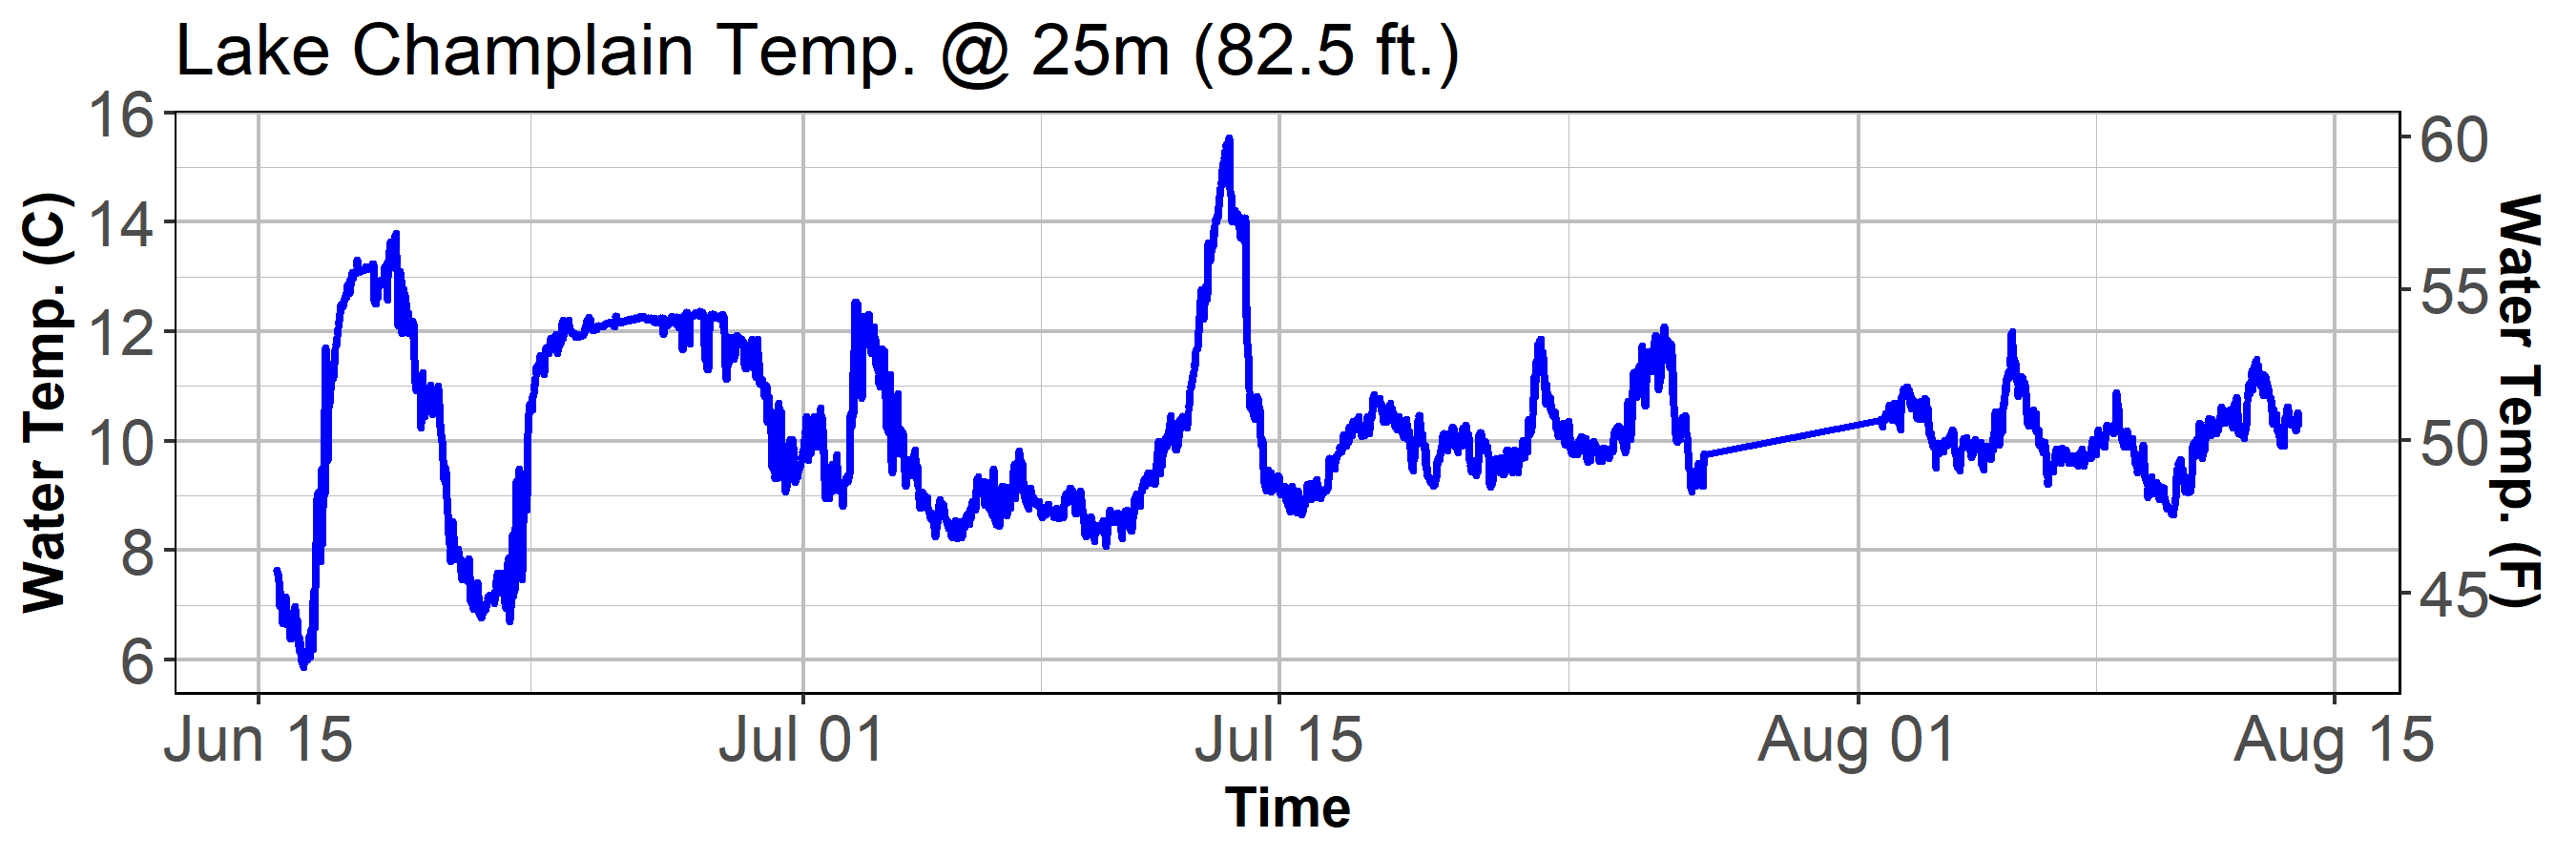 Lake Champlain Temp. @ 25m (82.5 ft.)
Water Temp. (C)
16
14
12
10
8
6
60
55
50
45
Water Temp. (F)
Jun 15
Jul 01
Jul 15
Aug 01
Aug 15
Time